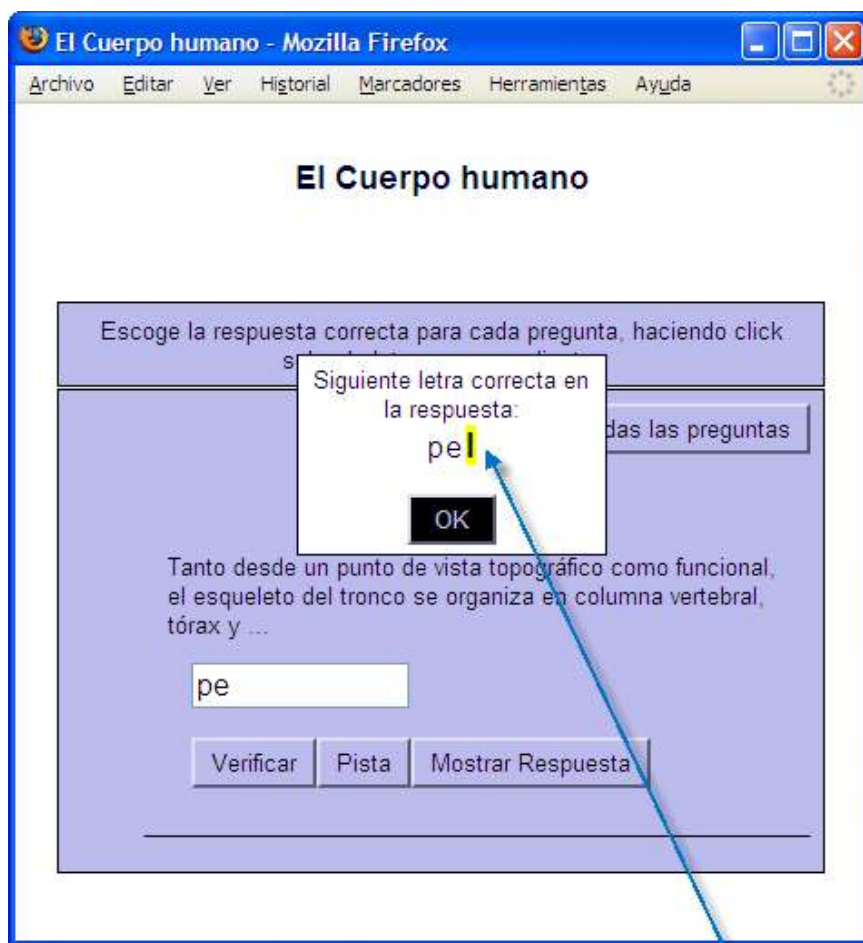 El Cuerpo humano - Mozilla Firefox
Archivo Editar Ver Historial Marcadores Herramientas Ayuda
El Cuerpo humano
Escoge la respuesta correcta para cada pregunta, haciendo click
Siguiente letra correcta en
la respuesta:
pel
das las preguntas
OK
Tanto desde un punto de vista topográfico como funcional,
el esqueleto del tronco se organiza en columna vertebral,
tórax y ...
pe
Verificar Pista Mostrar Respuesta